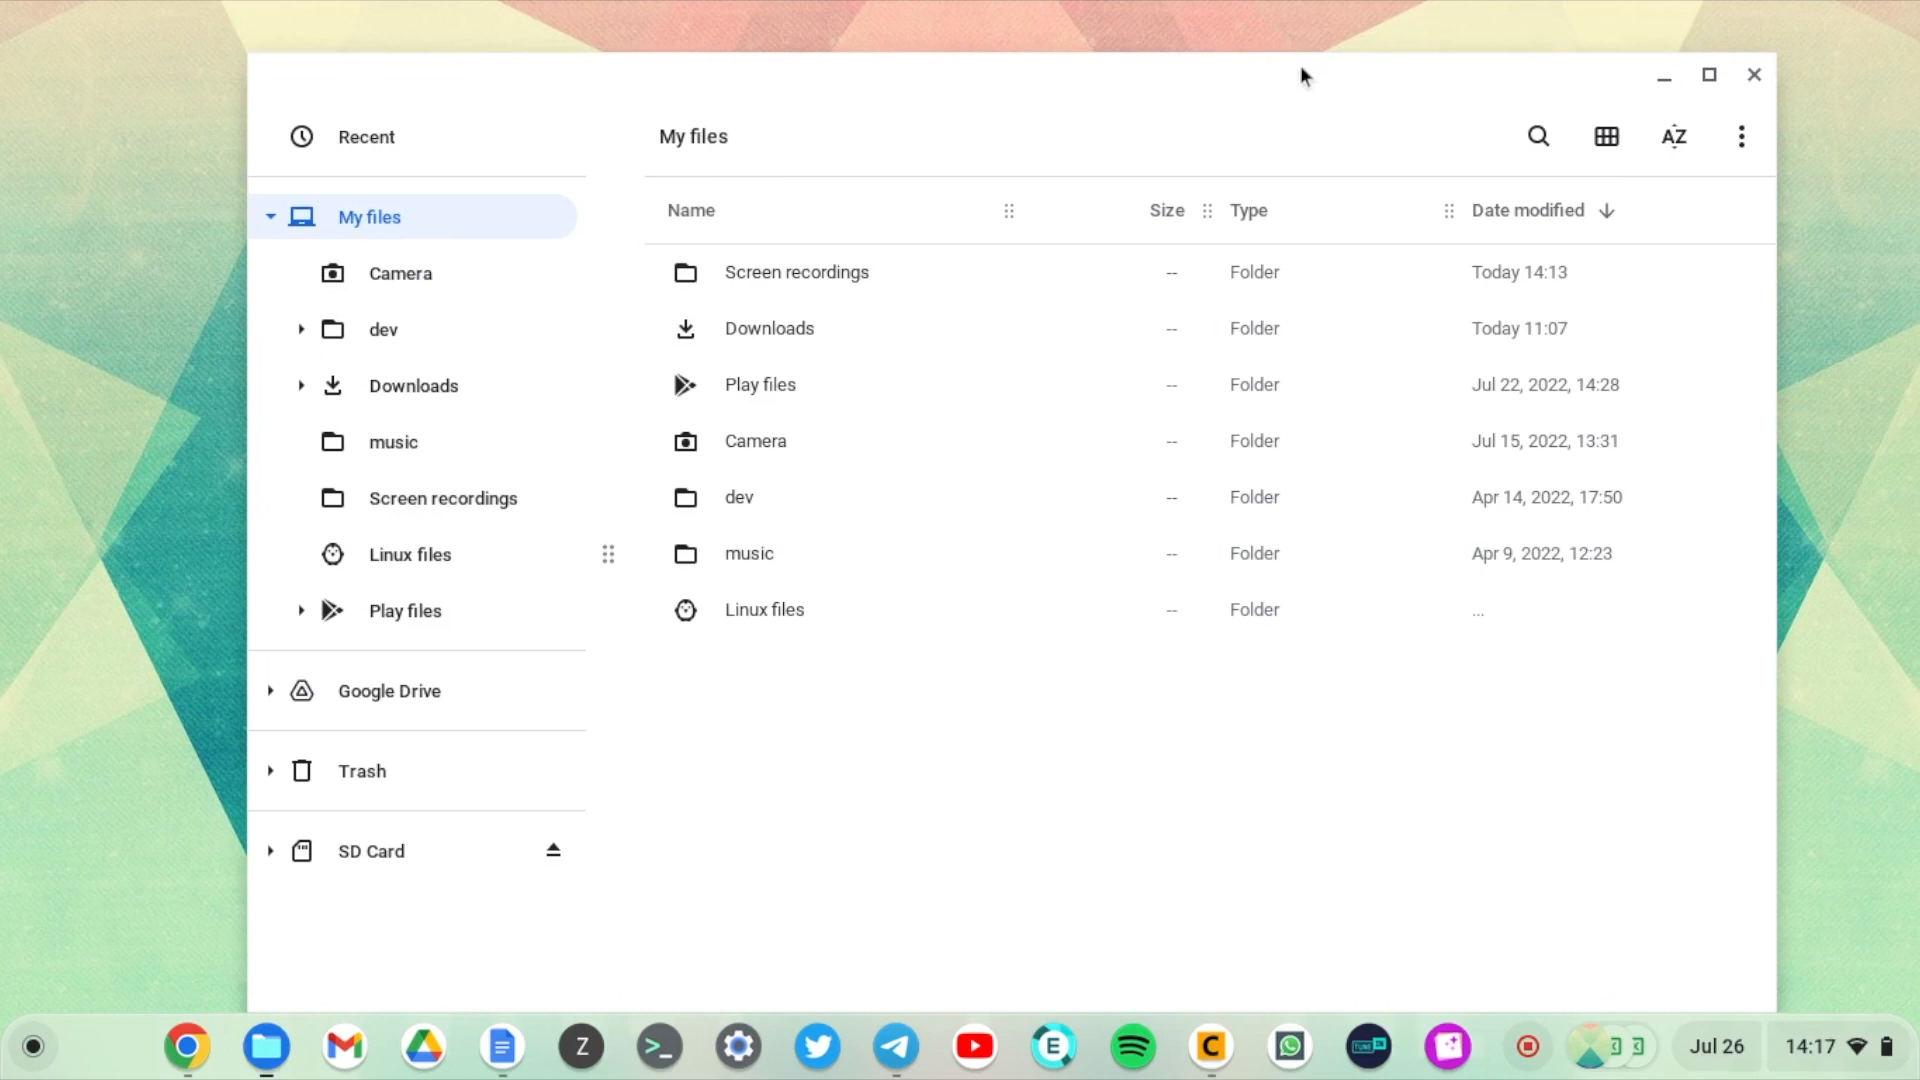 Recent
My files
My files
Name
Size
Type
Date modified
Camera
dev
Downloads
music
Screen recordings
Linux files
Play files
Google Drive
Trash
SD Card
Screen recordings -- Folder Today 14:13
Downloads -- Folder Today 11:07
Play files -- Folder Jul 22, 2022, 14:28
Camera -- Folder Jul 15, 2022, 13:31
dev -- Folder Apr 14, 2022, 17:50
music -- Folder Apr 9, 2022, 12:23
Linux files -- Folder ...
AZ
Z
>_
E
C
TUNE IN
Jul 26
14:17